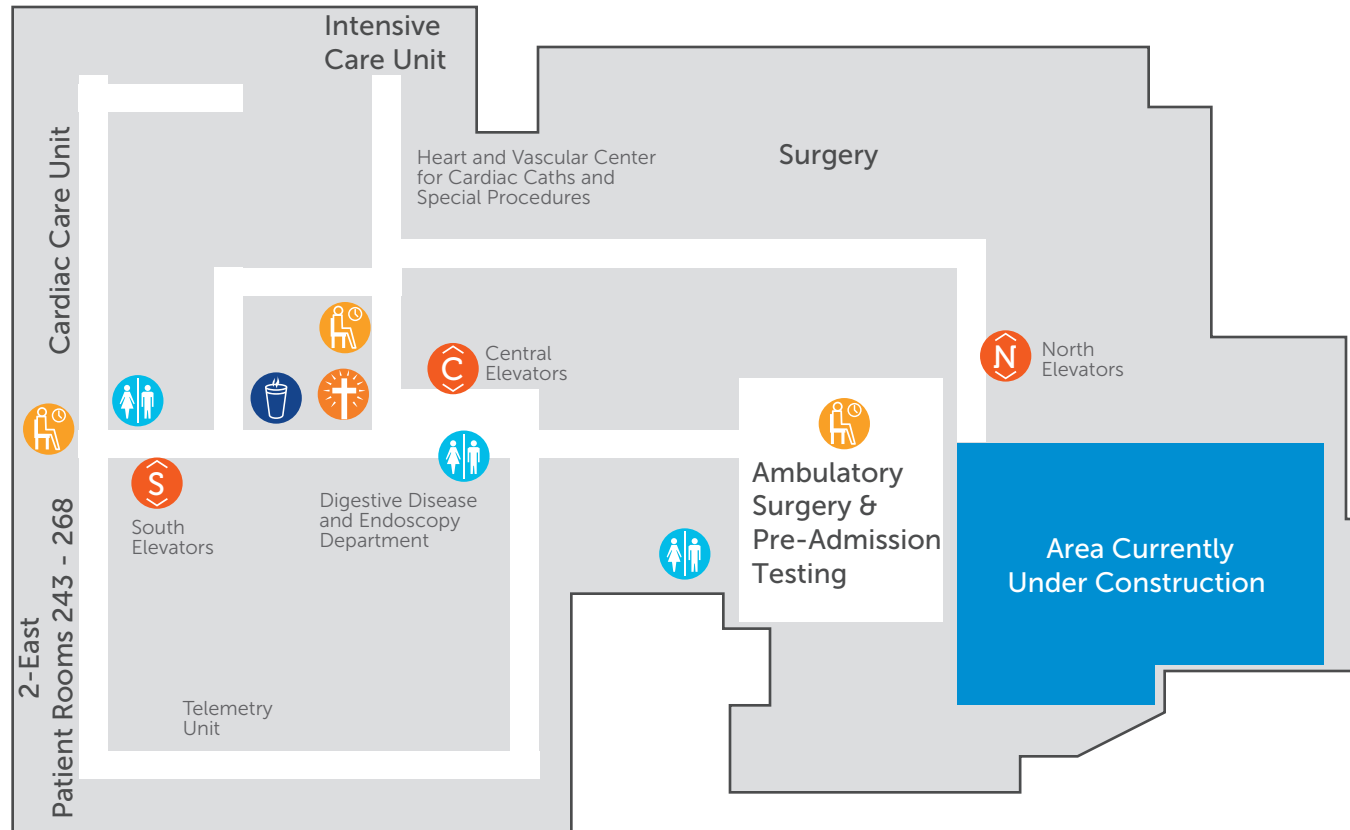 Intensive
Care Unit
Cardiac Care Unit
Heart and Vascular Center
for Cardiac Caths and
Special Procedures
Surgery
C
Central
Elevators
N
North
Elevators
S
South
Elevators
Digestive Disease
and Endoscopy
Department
Ambulatory
Surgery &
Pre-Admission
Testing
Area Currently
Under Construction
2-East
Patient Rooms 243 - 268
Telemetry
Unit